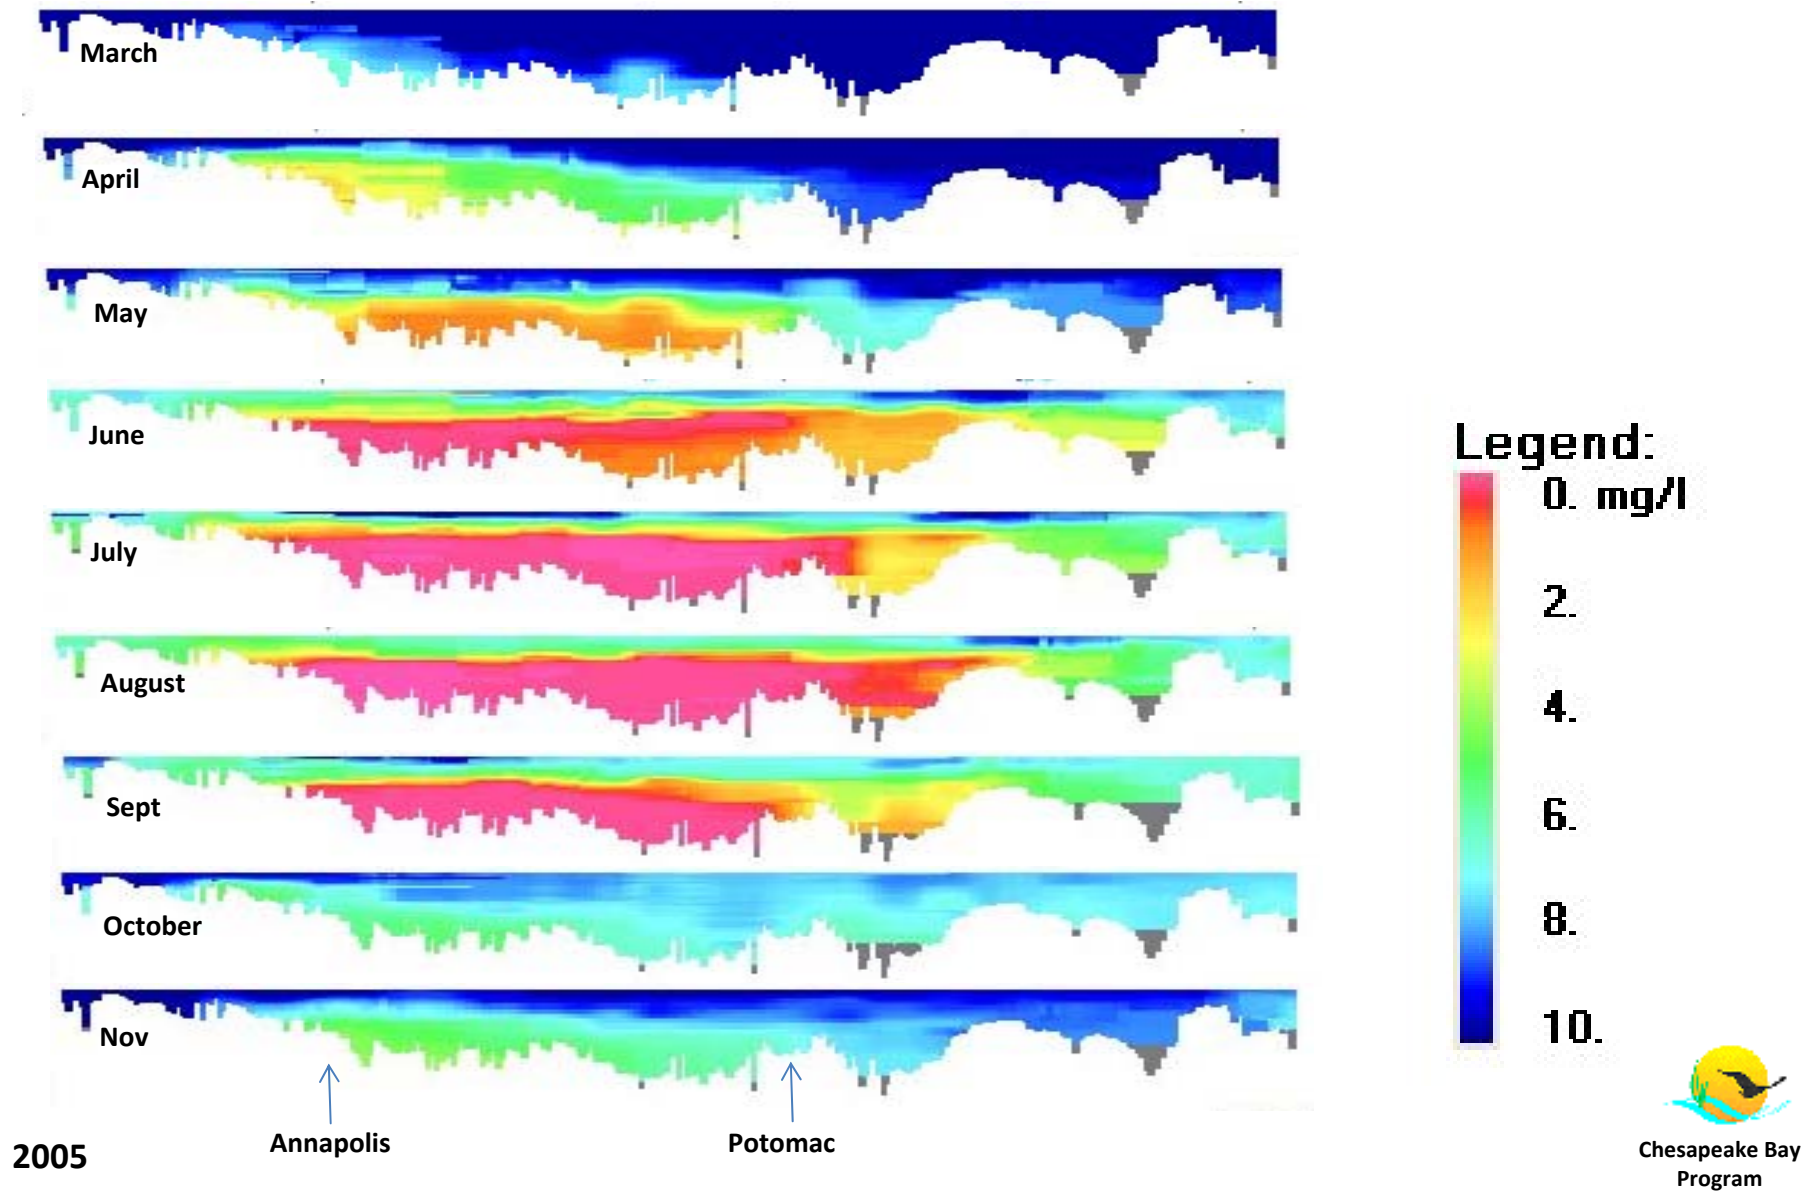 March
April
May
June
July
August
Sept
October
Nov
Legend:
0. mg/l
2.
4.
6.
8.
10.
Annapolis
Potomac
2005
Chesapeake Bay
Program